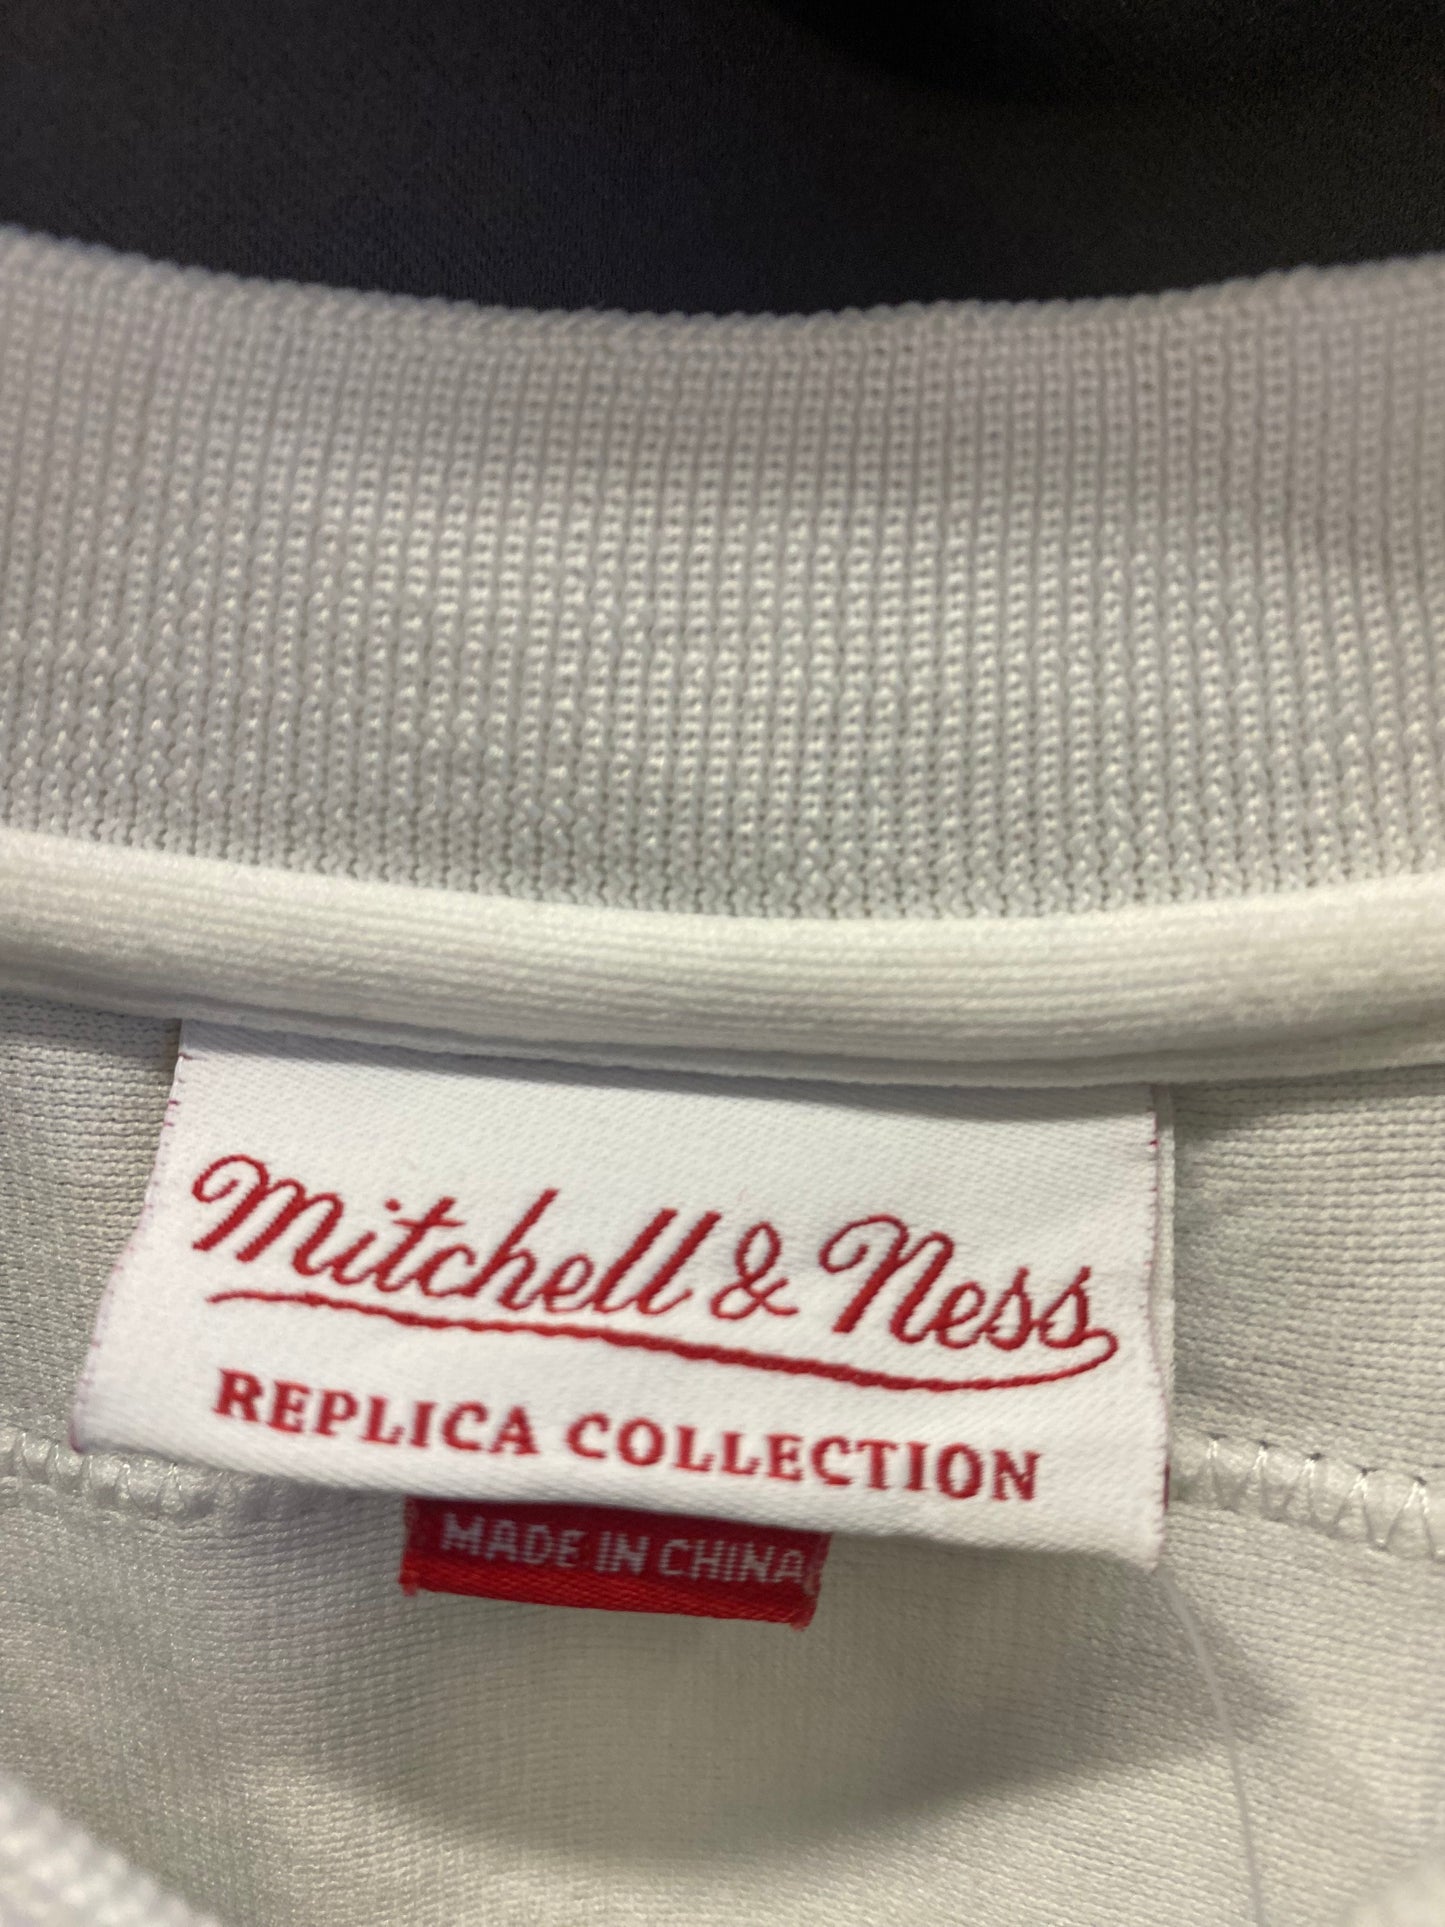 Mitchell & Ness
REPLICA COLLECTION
MADE IN CHINA